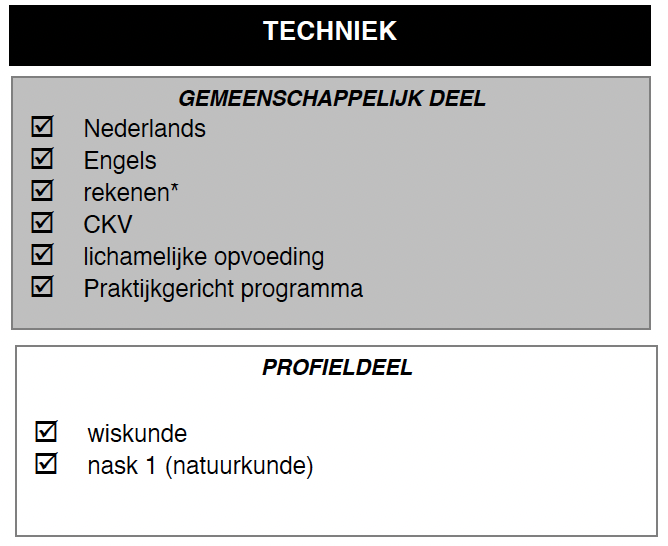 TECHNIEK
GEMEENSCHAPPELIJK DEEL
Nederlands
Engels
rekenen*
CKV
lichamelijke opvoeding
Praktijkgericht programma
PROFIELDEEL
wiskunde
nask 1 (natuurkunde)